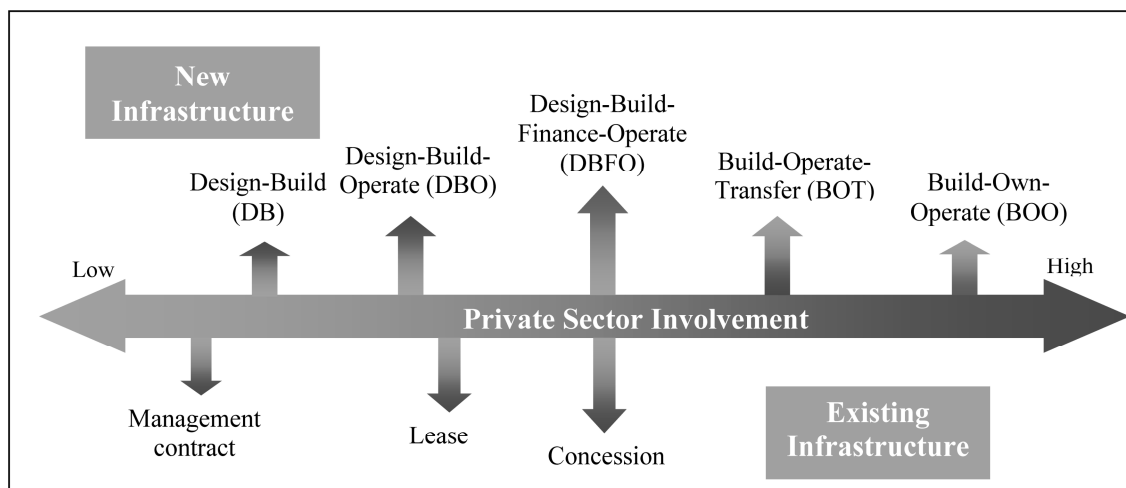 New
Infrastructure
Design-Build
(DB)
Design-Build-
Operate (DBO)
Design-Build-
Finance-Operate
(DBFO)
Build-Operate-
Transfer (BOT)
Build-Own-
Operate (BOO)
Low
High
Private Sector Involvement
Management
contract
Lease
Concession
Existing
Infrastructure